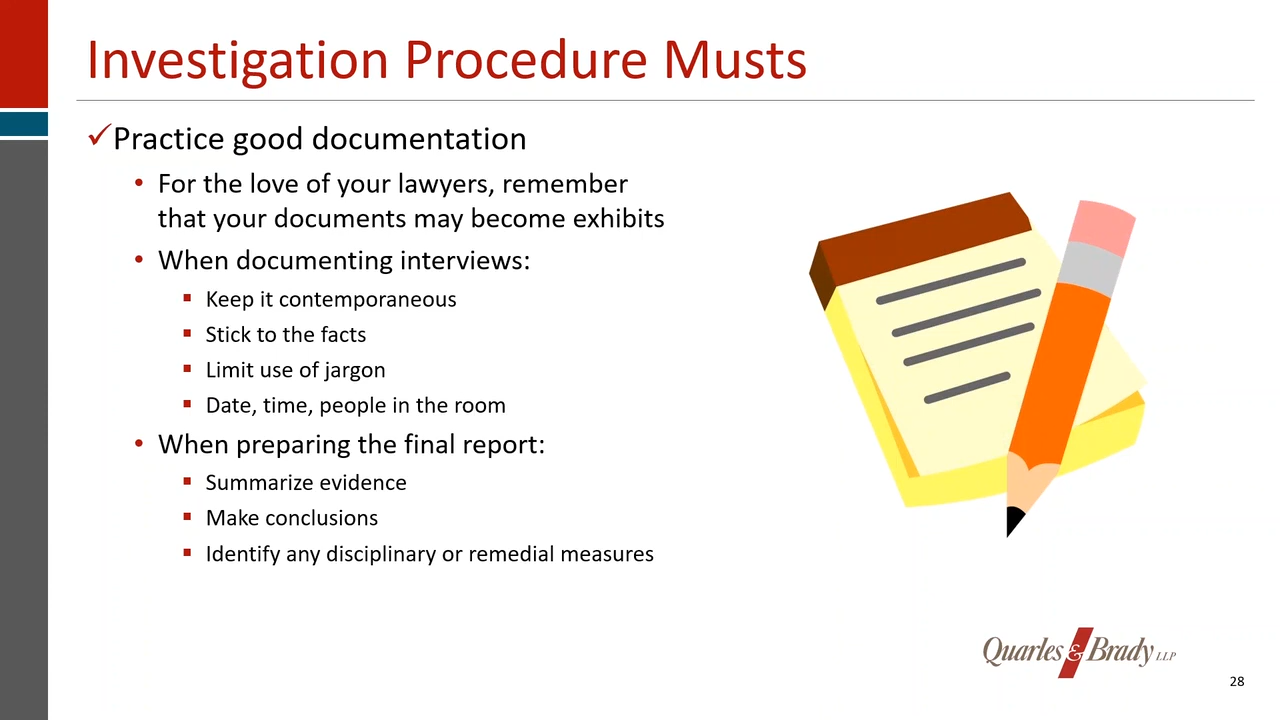 Investigation Procedure Musts
✓Practice good documentation
• For the love of your lawyers, remember
that your documents may become exhibits
• When documenting interviews:
▪ Keep it contemporaneous
▪ Stick to the facts
▪ Limit use of jargon
▪ Date, time, people in the room
• When preparing the final report:
▪ Summarize evidence
▪ Make conclusions
▪ Identify any disciplinary or remedial measures
Quarles & Brady LLP
28